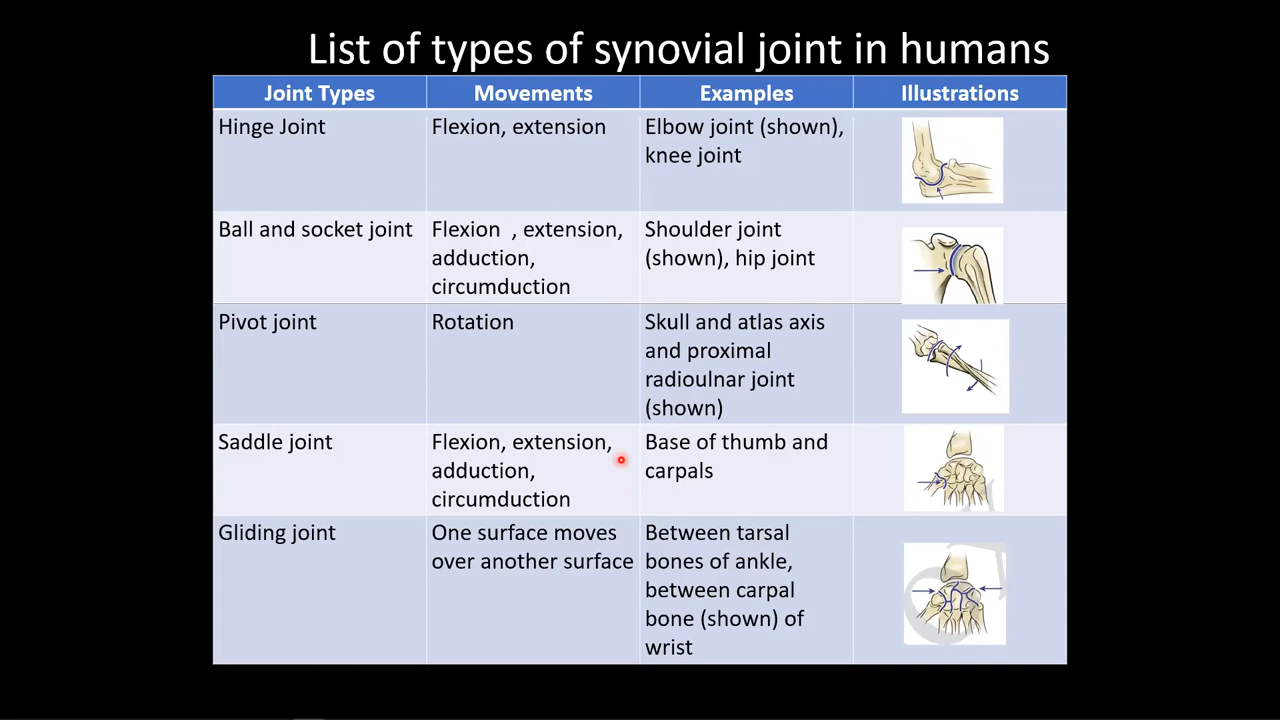 List of types of synovial joint in humans
Joint Types Movements Examples Illustrations
Hinge Joint
Flexion, extension
Elbow joint (shown),
knee joint
Ball and socket joint
Flexion , extension,
adduction,
circumduction
Shoulder joint
(shown), hip joint
Pivot joint
Rotation
Skull and atlas axis
and proximal
radioulnar joint
(shown)
Saddle joint
Flexion, extension,
adduction,
circumduction
Base of thumb and
carpals
Gliding joint
One surface moves
over another surface
Between tarsal
bones of ankle,
between carpal
bone (shown) of
wrist